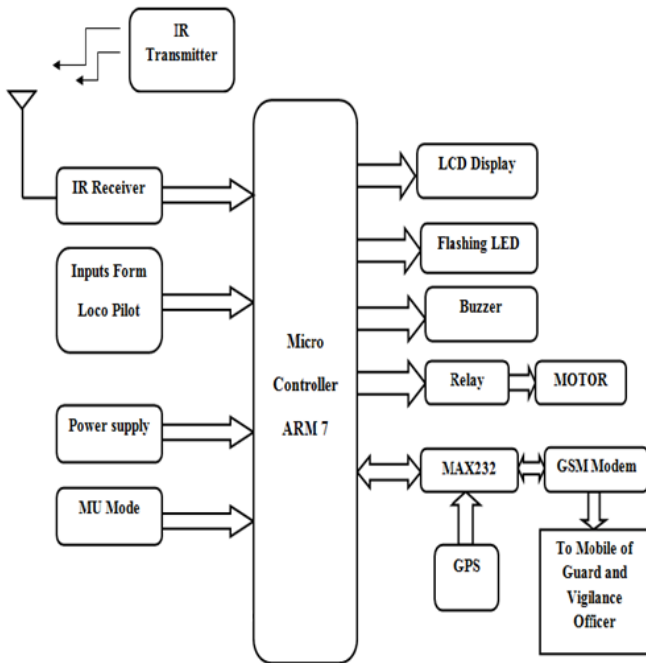 IR
Transmitter
IR Receiver
Inputs Form
Loco Pilot
Power supply
MU Mode
Micro
Controller
ARM 7
LCD Display
Flashing LED
Buzzer
Relay
MOTOR
MAX232
GSM Modem
GPS
To Mobile of
Guard and
Vigilance
Officer